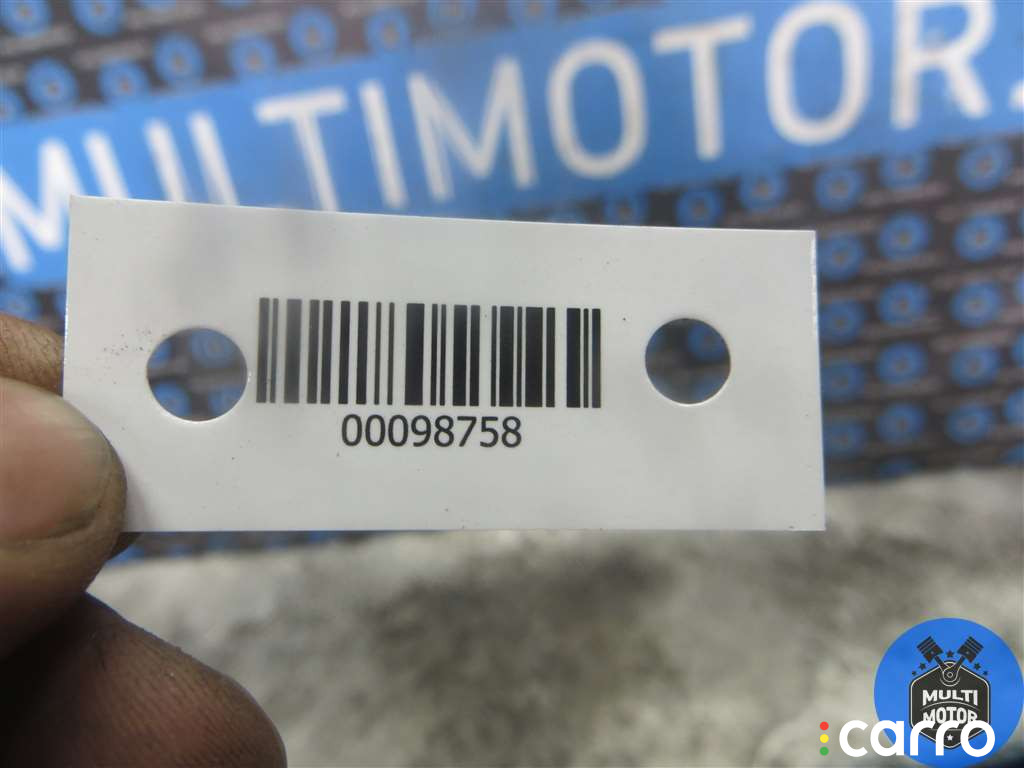 MULTIMOTOR.
00098758
MULTI
MOTOR
carro